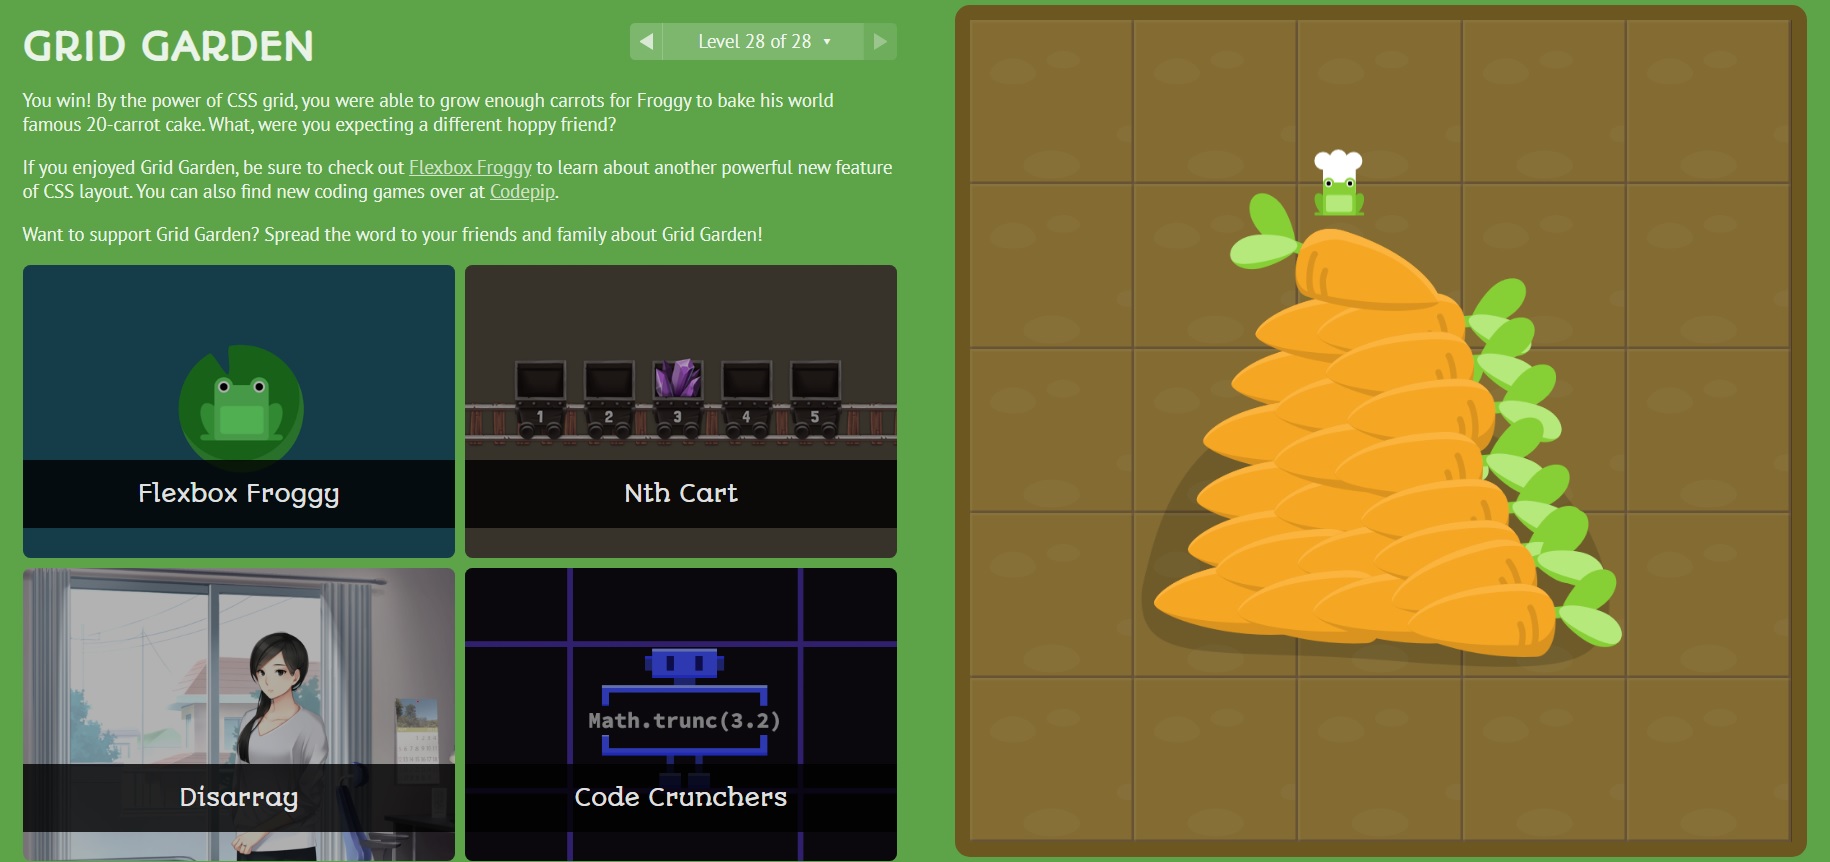 GRID GARDEN
Level 28 of 28
You win! By the power of CSS grid, you were able to grow enough carrots for Froggy to bake his world
famous 20-carrot cake. What, were you expecting a different hoppy friend?
If you enjoyed Grid Garden, be sure to check out Flexbox Froggy to learn about another powerful new feature
of CSS layout. You can also find new coding games over at Codepip.
Want to support Grid Garden? Spread the word to your friends and family about Grid Garden!
1 2 3 4 5
Flexbox Froggy
Nth Cart
Math.trunc(3.2)
Disarray
Code Crunchers